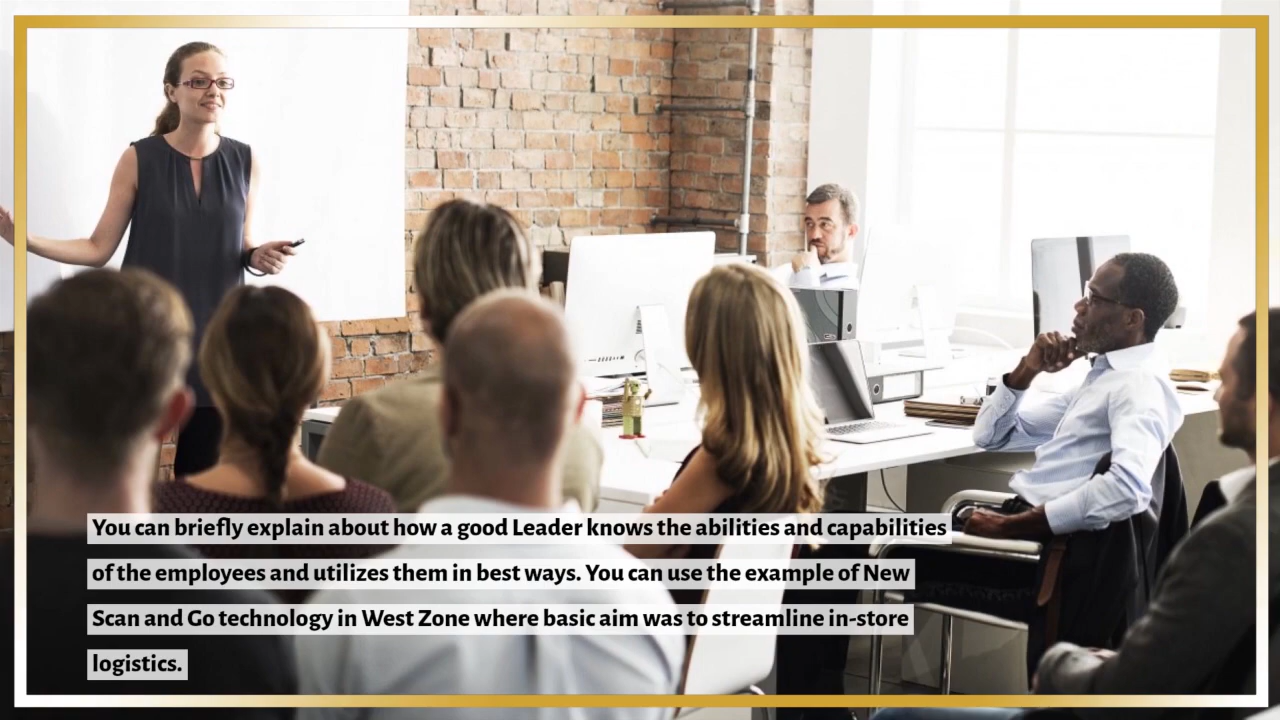 You can briefly explain about how a good Leader knows the abilities and capabilities
of the employees and utilizes them in best ways. You can use the example of New
Scan and Go technology in West Zone where basic aim was to streamline in-store
logistics.